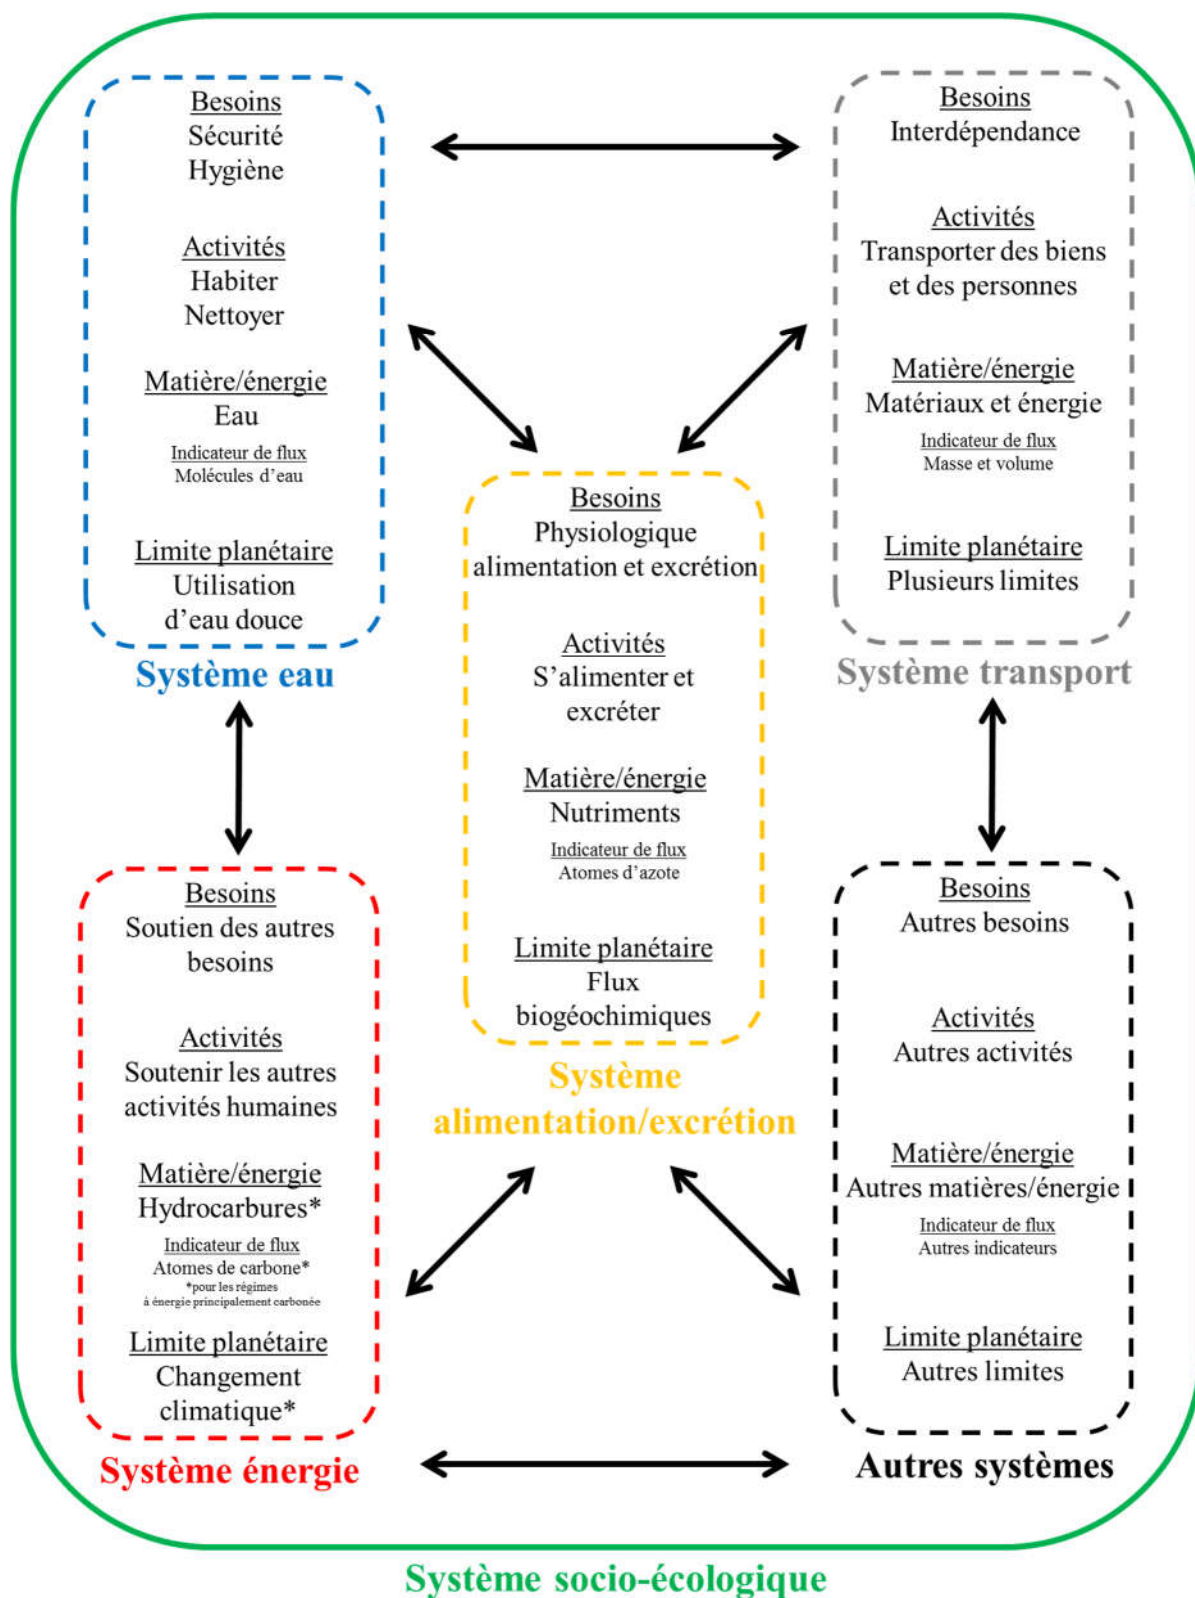 Besoins
Sécurité
Hygiène
Activités
Habiter
Nettoyer
Matière/énergie
Eau
Indicateur de flux
Molécules d’eau
Limite planétaire
Utilisation
d’eau douce
Système eau
Besoins
Interdépendance
Activités
Transporter des biens
et des personnes
Matière/énergie
Matériaux et énergie
Indicateur de flux
Masse et volume
Limite planétaire
Plusieurs limites
Système transport
Besoins
Physiologique
alimentation et excrétion
Activités
S’alimenter et
excréter
Matière/énergie
Nutriments
Indicateur de flux
Atomes d’azote
Limite planétaire
Flux
biogéochimiques
Système
alimentation/excrétion
Besoins
Soutien des autres
besoins
Activités
Soutenir les autres
activités humaines
Matière/énergie
Hydrocarbures*
Indicateur de flux
Atomes de carbone*
*pour les régimes
à énergie principalement carbonée
Limite planétaire
Changement
climatique*
Système énergie
Besoins
Autres besoins
Activités
Autres activités
Matière/énergie
Autres matières/énergie
Indicateur de flux
Autres indicateurs
Limite planétaire
Autres limites
Autres systèmes
Système socio-écologique